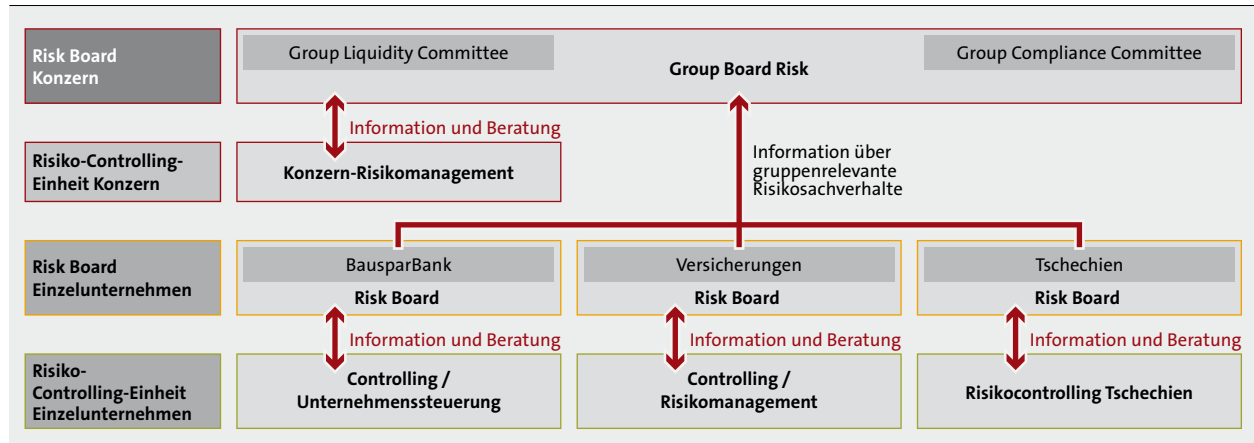 Risk Board
Konzern
Group Liquidity Committee
Group Board Risk
Group Compliance Committee
Information und Beratung
Risiko-Controlling-
Einheit Konzern
Konzern-Risikomanagement
Information über
gruppenrelevante
Risikosachverhalte
Risk Board
Einzelunternehmen
BausparBank
Risk Board
Versicherungen
Risk Board
Tschechien
Risk Board
Information und Beratung
Information und Beratung
Information und Beratung
Risiko-
Controlling-Einheit
Einzelunternehmen
Controlling /
Unternehmenssteuerung
Controlling /
Risikomanagement
Risikocontrolling Tschechien